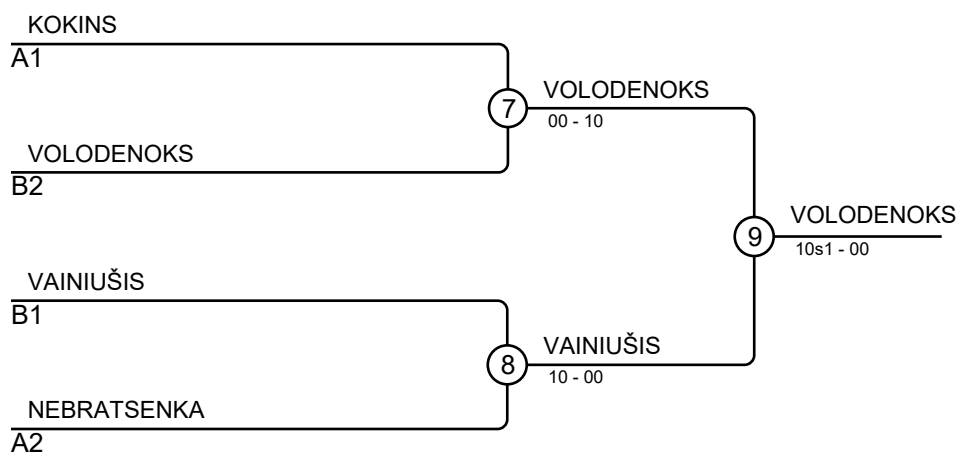 KOKINS
A1
7
VOLODENOKS
00 - 10
VOLODENOKS
B2
9
VOLODENOKS
10s1 - 00
VAINIUŠIS
B1
8
VAINIUŠIS
10 - 00
NEBRATSENKA
A2